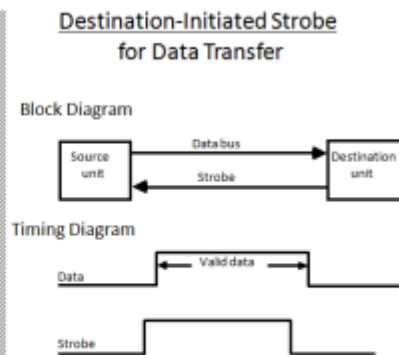 Destination-Initiated Strobe
for Data Transfer
Block Diagram
Data bus
Source
unit
Destination
unit
Strobe
Timing Diagram
Valid data
Data
Strobe